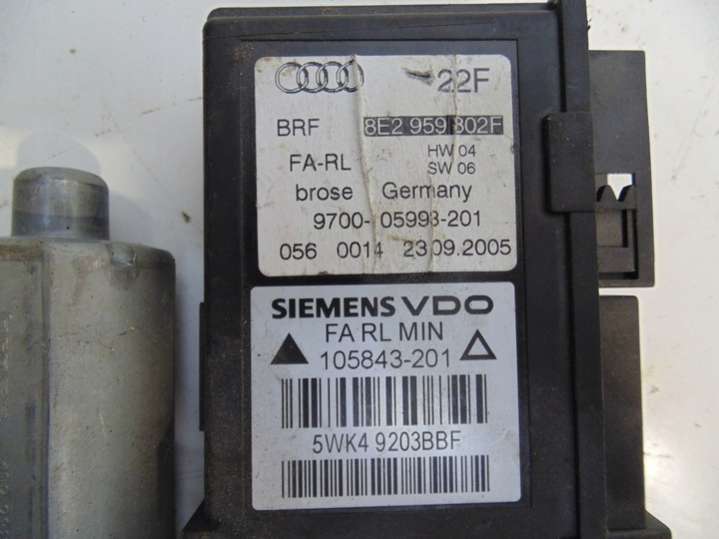 22F
BRF 8E2 959 802F
FA-RL HW 04
SW 06
brose Germany
9700-05993-201
056 0014 23.09.2005
SIEMENS VDO
FA RL MIN
105843-201
5WK4 9203BBF